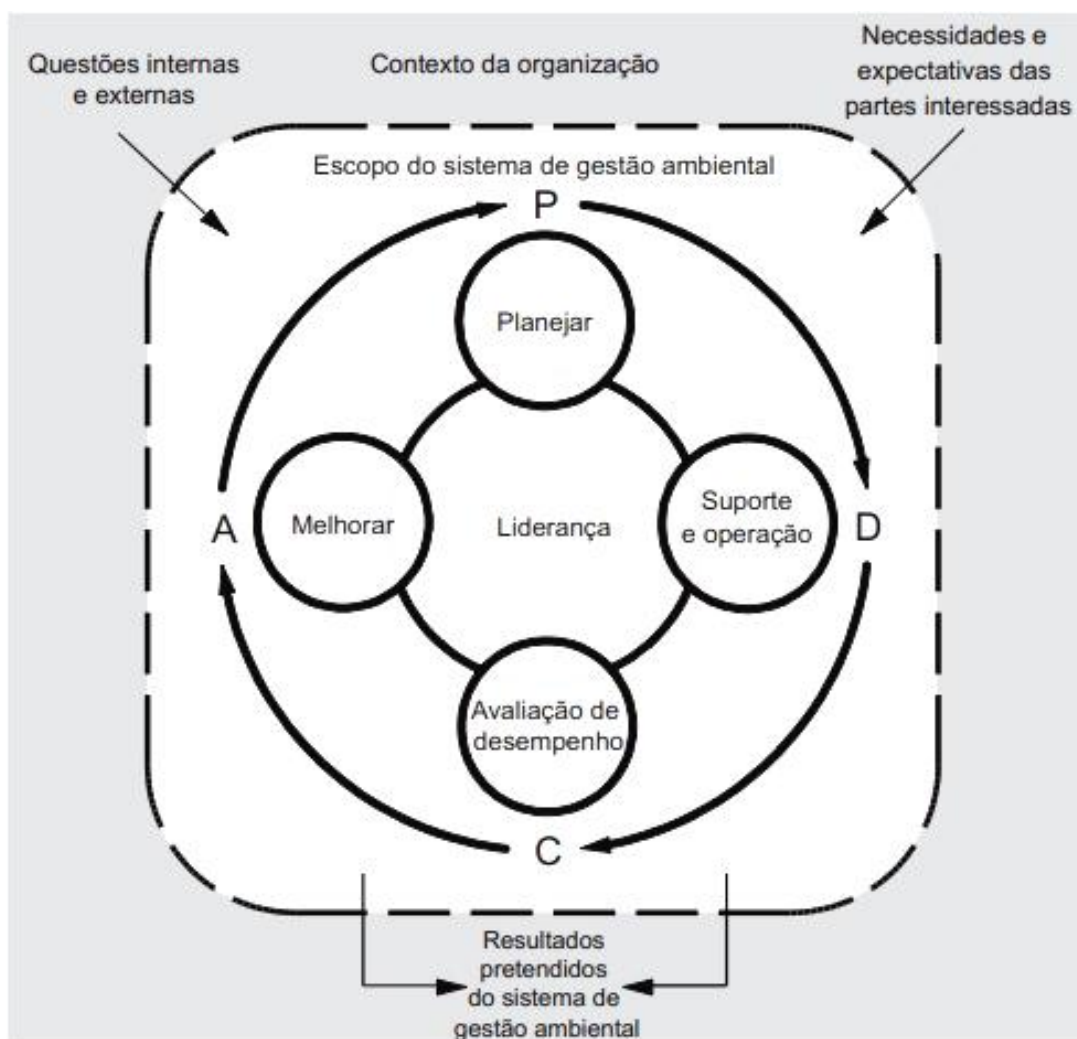 Questões internas
e externas
Contexto da organização
Necessidades e
expectativas das
partes interessadas
Escopo do sistema de gestão ambiental
P
Planejar
A
Melhorar
Liderança
Suporte
e operação
D
Avaliação de
desempenho
C
Resultados
pretendidos
do sistema de
gestão ambiental